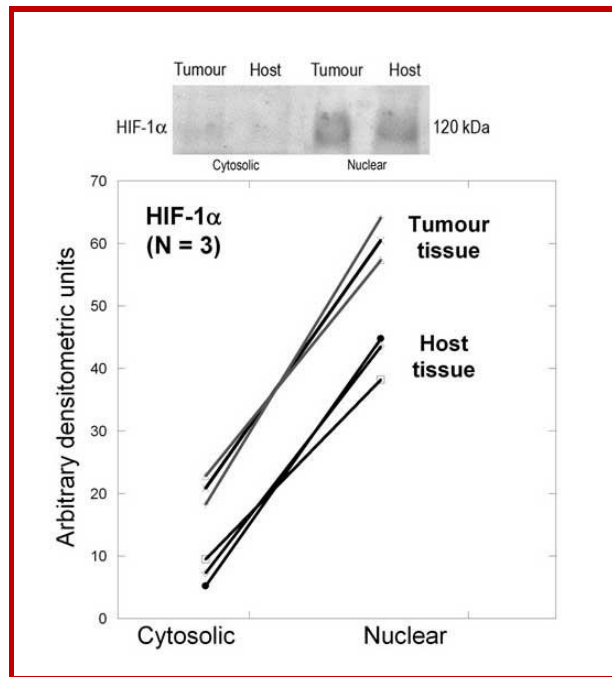 Tumour Host Tumour Host
HIF-1α 120 kDa
Cytosolic Nuclear
70
HIF-1α
(N = 3)
Tumour
tissue
60
50
Host
tissue
40
30
20
10
0
Arbitrary densitometric units
Cytosolic Nuclear